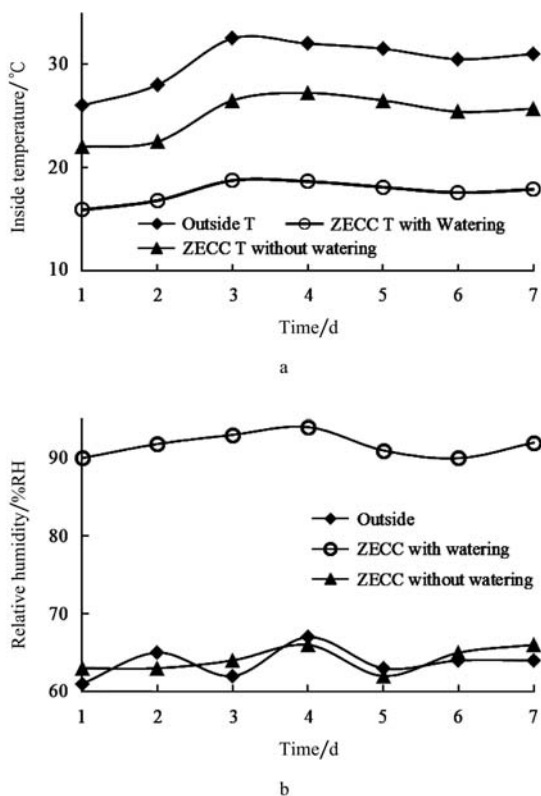 Inside temperature/°C
30
20
10
Outside T
ZECC T with Watering
ZECC T without watering
1 2 3 4 5 6 7
Time/d
a
Relative humidity/%RH
90
80
70
60
Outside
ZECC with watering
ZECC without watering
1 2 3 4 5 6 7
Time/d
b